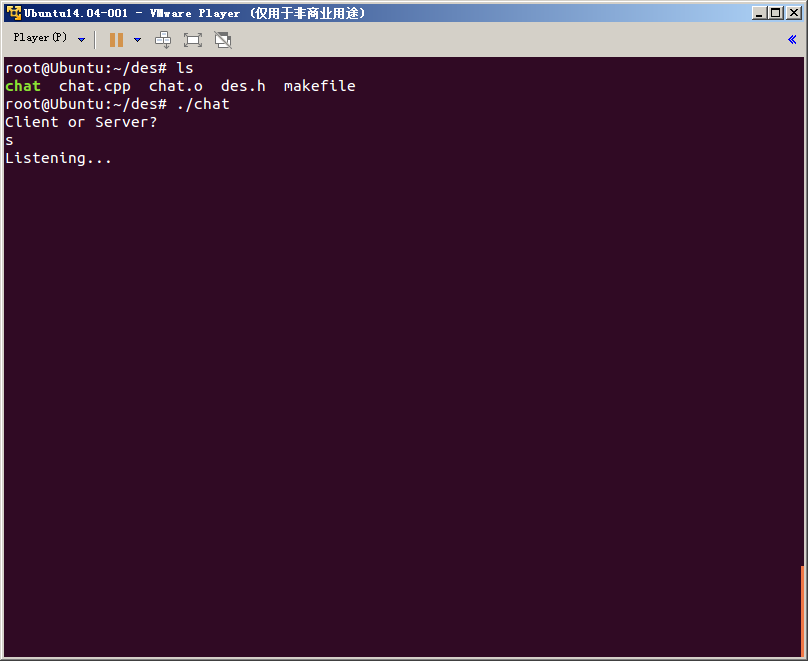 Ubuntu14.04-001 - VMware Player (仅用于非商业用途)
Player(P)
root@Ubuntu:~/des# ls
chat  chat.cpp  chat.o  des.h  makefile
root@Ubuntu:~/des# ./chat
Client or Server?
s
Listening...